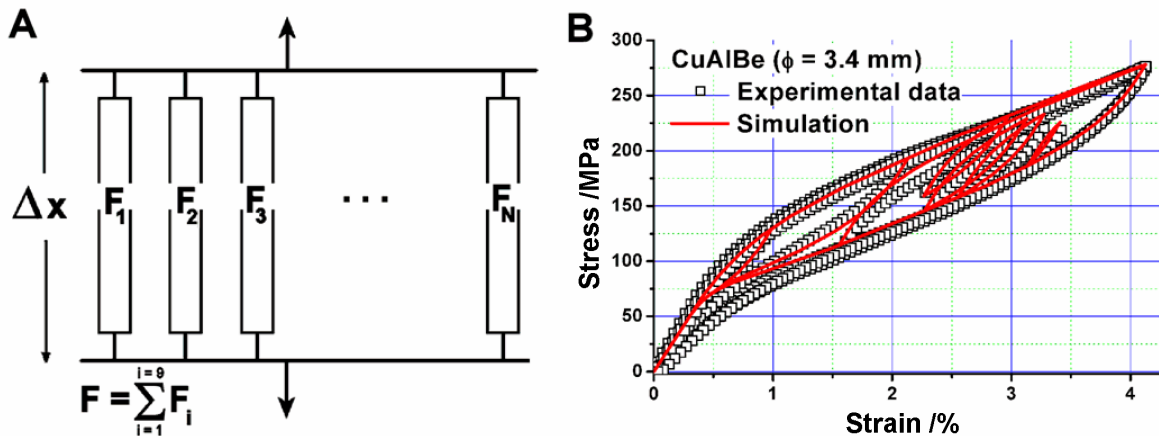 A
Δx
F1 F2 F3 ... FN
i = 9
F = ∑ Fi
i = 1
B
CuAlBe (ϕ = 3.4 mm)
Experimental data
Simulation
Stress /MPa
300
250
200
150
100
50
0
0 1 2 3 4
Strain /%